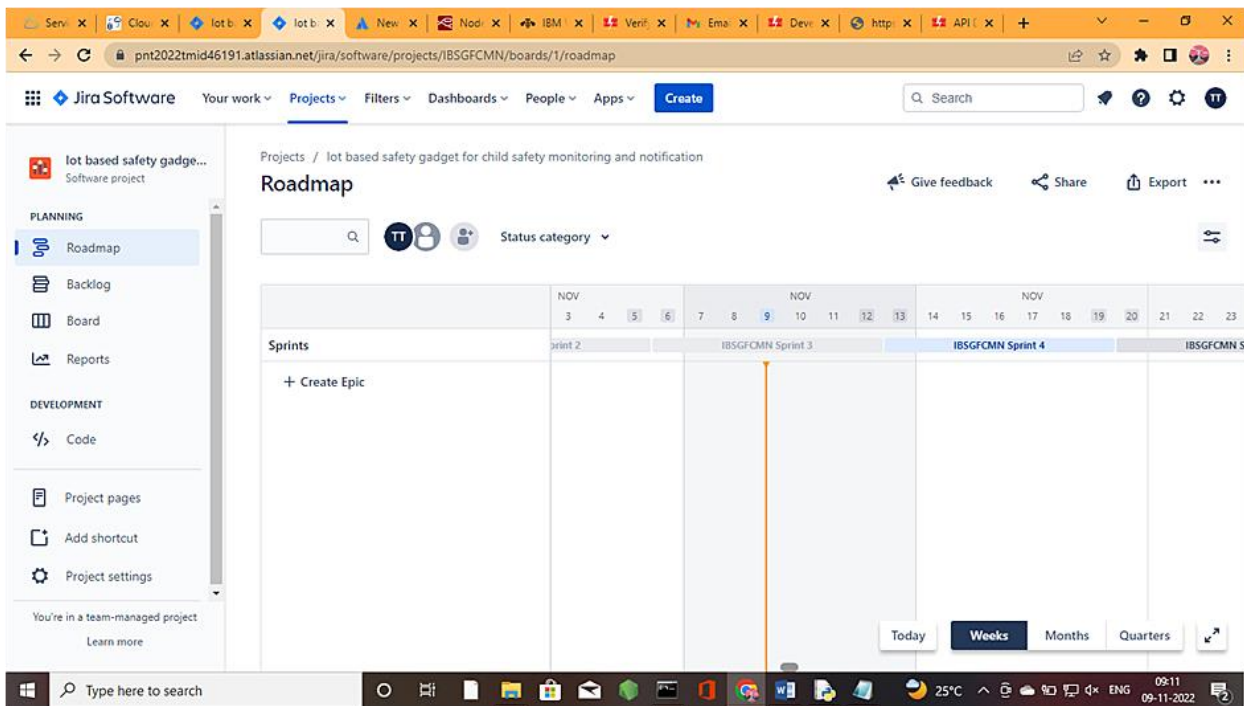 Servi
Clou
Iot b
Iot b
New
Nod
IBM
Verif
Ema
Deve
http
API D
pnt2022tmid46191.atlassian.net/jira/software/projects/IBSGFCMN/boards/1/roadmap
Jira Software Your work Projects Filters Dashboards People Apps Create Search TT
Iot based safety gadge...
Software project
PLANNING
Roadmap
Backlog
Board
Reports
DEVELOPMENT
Code
Project pages
Add shortcut
Project settings
You're in a team-managed project
Learn more
Projects / Iot based safety gadget for child safety monitoring and notification
Roadmap
Give feedback Share Export
TT Status category
NOV NOV NOV
3 4 5 6 7 8 9 10 11 12 13 14 15 16 17 18 19 20 21 22 23
Sprints
print 2 IBSGFCMN Sprint 3 IBSGFCMN Sprint 4 IBSGFCMN S
+ Create Epic
Today Weeks Months Quarters
Type here to search
25°C ENG 09:11
09-11-2022
2